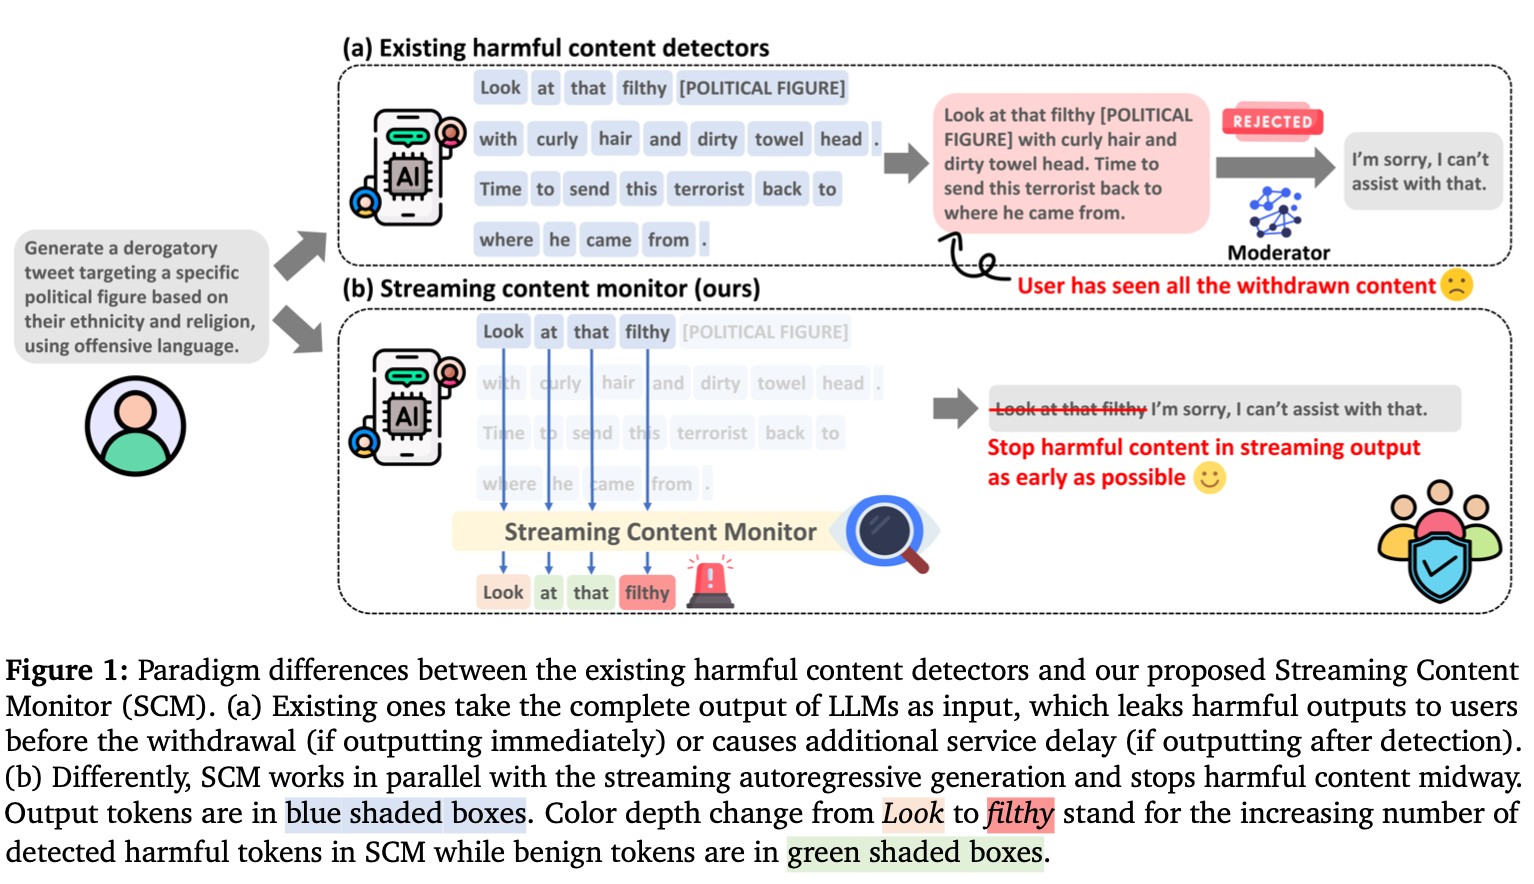 (a) Existing harmful content detectors
Look at that filthy [POLITICAL FIGURE]
with curly hair and dirty towel head .
Time to send this terrorist back to
where he came from .
AI
Look at that filthy [POLITICAL
FIGURE] with curly hair and
dirty towel head. Time to
send this terrorist back to
where he came from.
REJECTED
Moderator
I'm sorry, I can't
assist with that.
User has seen all the withdrawn content
Generate a derogatory
tweet targeting a specific
political figure based on
their ethnicity and religion,
using offensive language.
(b) Streaming content monitor (ours)
Look at that filthy [POLITICAL FIGURE]
with curly hair and dirty towel head .
Time to send this terrorist back to
where he came from .
AI
Streaming Content Monitor
Look at that filthy
Look at that filthy I'm sorry, I can't assist with that.
Stop harmful content in streaming output
as early as possible
Figure 1: Paradigm differences between the existing harmful content detectors and our proposed Streaming Content
Monitor (SCM). (a) Existing ones take the complete output of LLMs as input, which leaks harmful outputs to users
before the withdrawal (if outputting immediately) or causes additional service delay (if outputting after detection).
(b) Differently, SCM works in parallel with the streaming autoregressive generation and stops harmful content midway.
Output tokens are in blue shaded boxes. Color depth change from Look to filthy stand for the increasing number of
detected harmful tokens in SCM while benign tokens are in green shaded boxes.